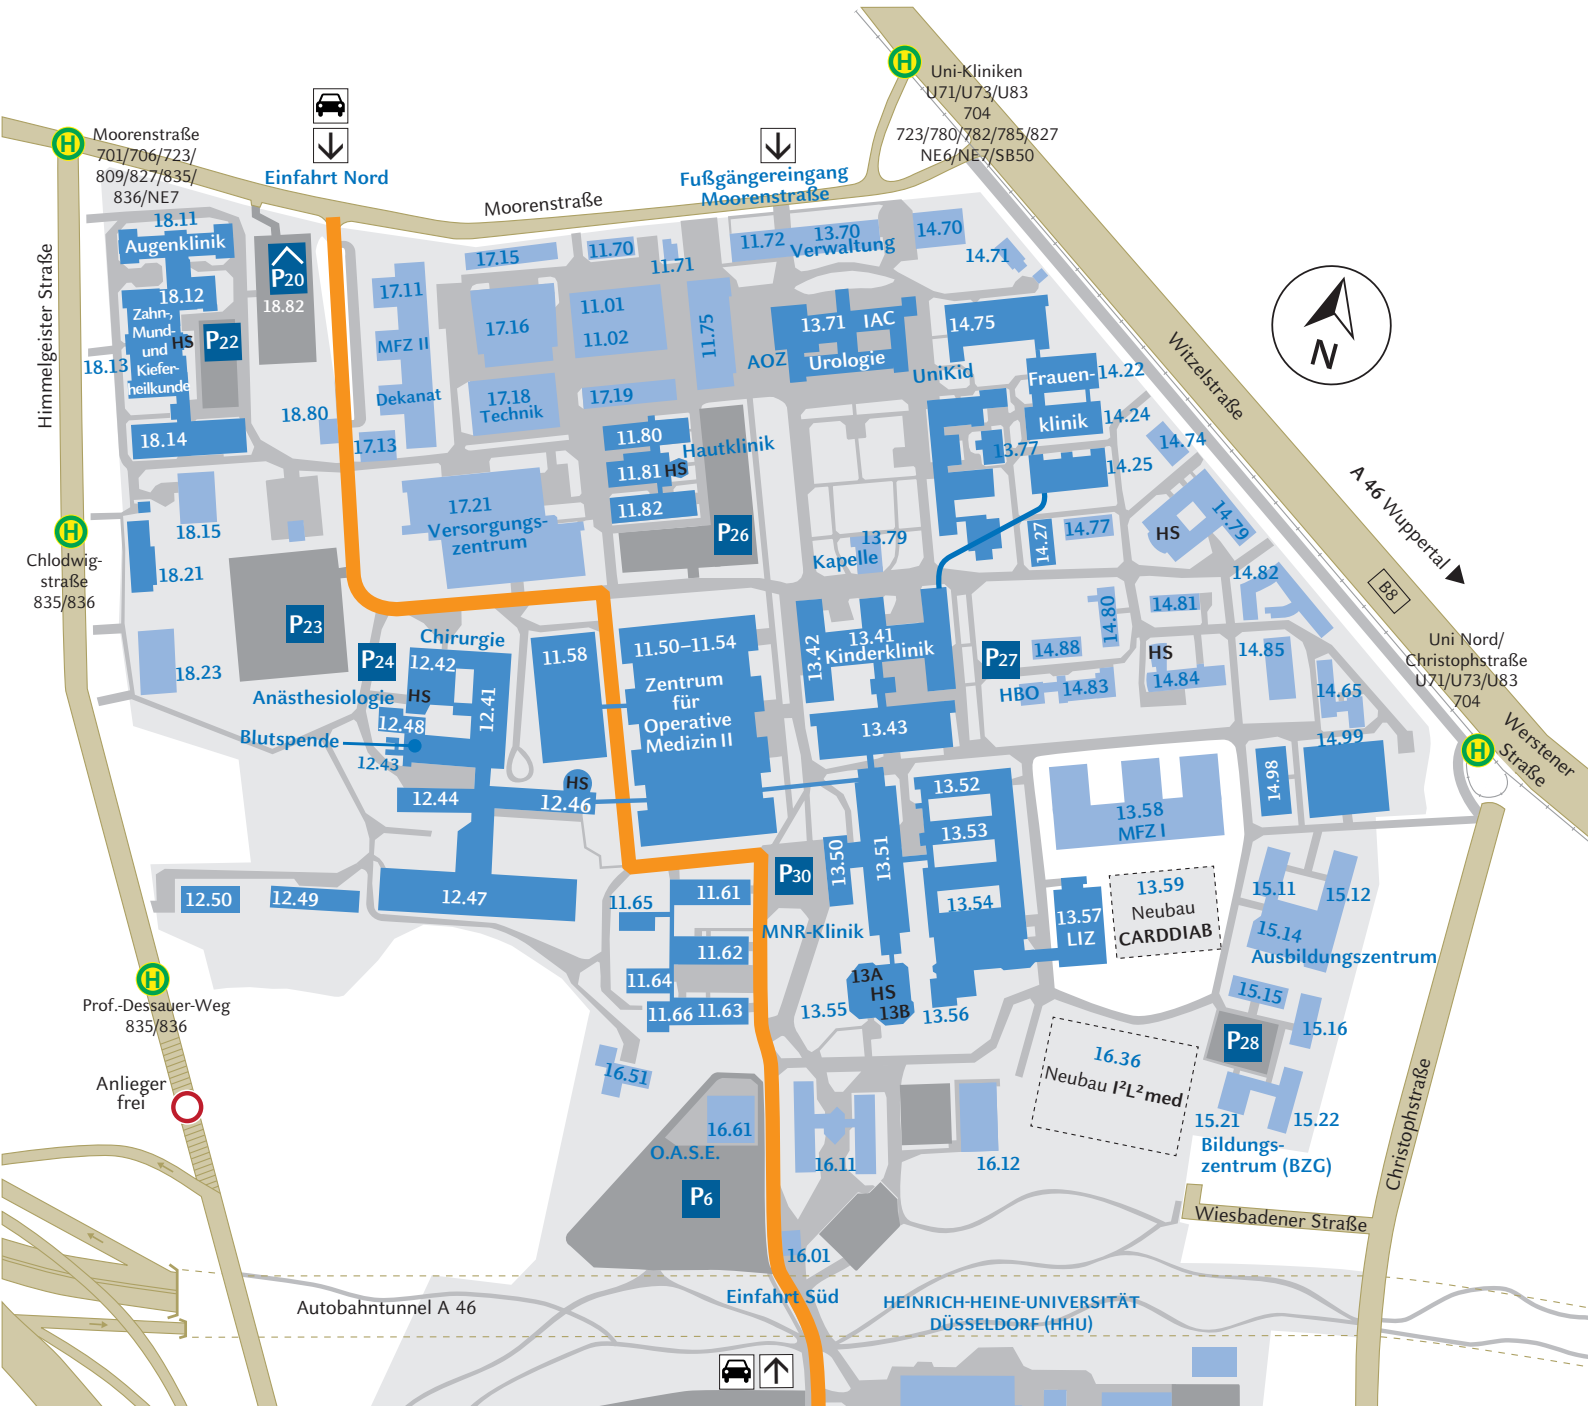 H
Uni-Kliniken
U71/U73/U83
704
723/780/782/785/827
NE6/NE7/SB50
H
Moorenstraße
701/706/723/
809/827/835/
836/NE7
Einfahrt Nord
Fußgängereingang
Moorenstraße
Moorenstraße
Himmelgeister Straße
18.11
Augenklinik
18.12
Zahn-,
Mund-
und
Kiefer-
heilkunde
HS
P22
18.13
18.14
P20
18.82
18.80
17.11
MFZ II
Dekanat
17.13
17.15
17.16
17.18
Technik
11.70
11.71
11.01
11.02
17.19
11.75
11.72
13.70
Verwaltung
14.70
14.71
13.71
IAC
Urologie
AOZ
14.75
UniKid
Frauen-
klinik
14.22
14.24
14.25
14.74
13.77
Witzelstraße
N
11.80
11.81
HS
11.82
Hautklinik
P26
17.21
Versorgungs-
zentrum
13.79
Kapelle
14.27
14.77
HS
14.79
14.82
A 46 Wuppertal
B8
18.15
18.21
18.23
H
Chlodwig-
straße
835/836
P23
P24
Chirurgie
12.42
HS
12.41
Anästhesiologie
12.48
Blutspende
12.43
12.44
HS
12.46
12.47
12.49
12.50
11.58
11.50–11.54
Zentrum
für
Operative
Medizin II
13.42
13.41
Kinderklinik
13.43
P27
14.80
14.81
14.88
HBO
14.83
HS
14.84
14.85
14.65
14.99
14.98
Uni Nord/
Christophstraße
U71/U73/U83
704
H
Werstener
Straße
13.52
13.53
13.54
13.50
13.51
P30
MNR-Klinik
13A
HS
13B
13.55
13.56
13.57
LIZ
13.58
MFZ I
13.59
Neubau
CARDDIAB
15.11
15.12
15.14
Ausbildungszentrum
15.15
15.16
P28
11.61
11.65
11.62
11.64
11.66
11.63
16.51
H
Prof.-Dessauer-Weg
835/836
Anlieger
frei
16.36
Neubau I²L²med
15.21
15.22
Bildungs-
zentrum (BZG)
Christophstraße
Wiesbadener Straße
16.61
O.A.S.E.
P6
16.11
16.12
16.01
Einfahrt Süd
Autobahntunnel A 46
HEINRICH-HEINE-UNIVERSITÄT
DÜSSELDORF (HHU)